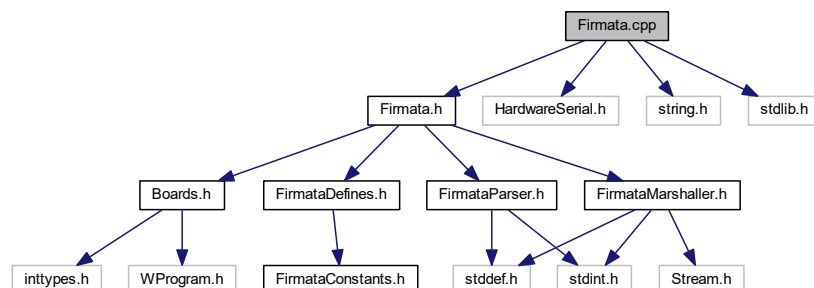 Firmata.cpp
Firmata.h
HardwareSerial.h
string.h
stdlib.h
Boards.h
FirmataDefines.h
FirmataParser.h
FirmataMarshaller.h
inttypes.h
WProgram.h
FirmataConstants.h
stddef.h
stdint.h
Stream.h